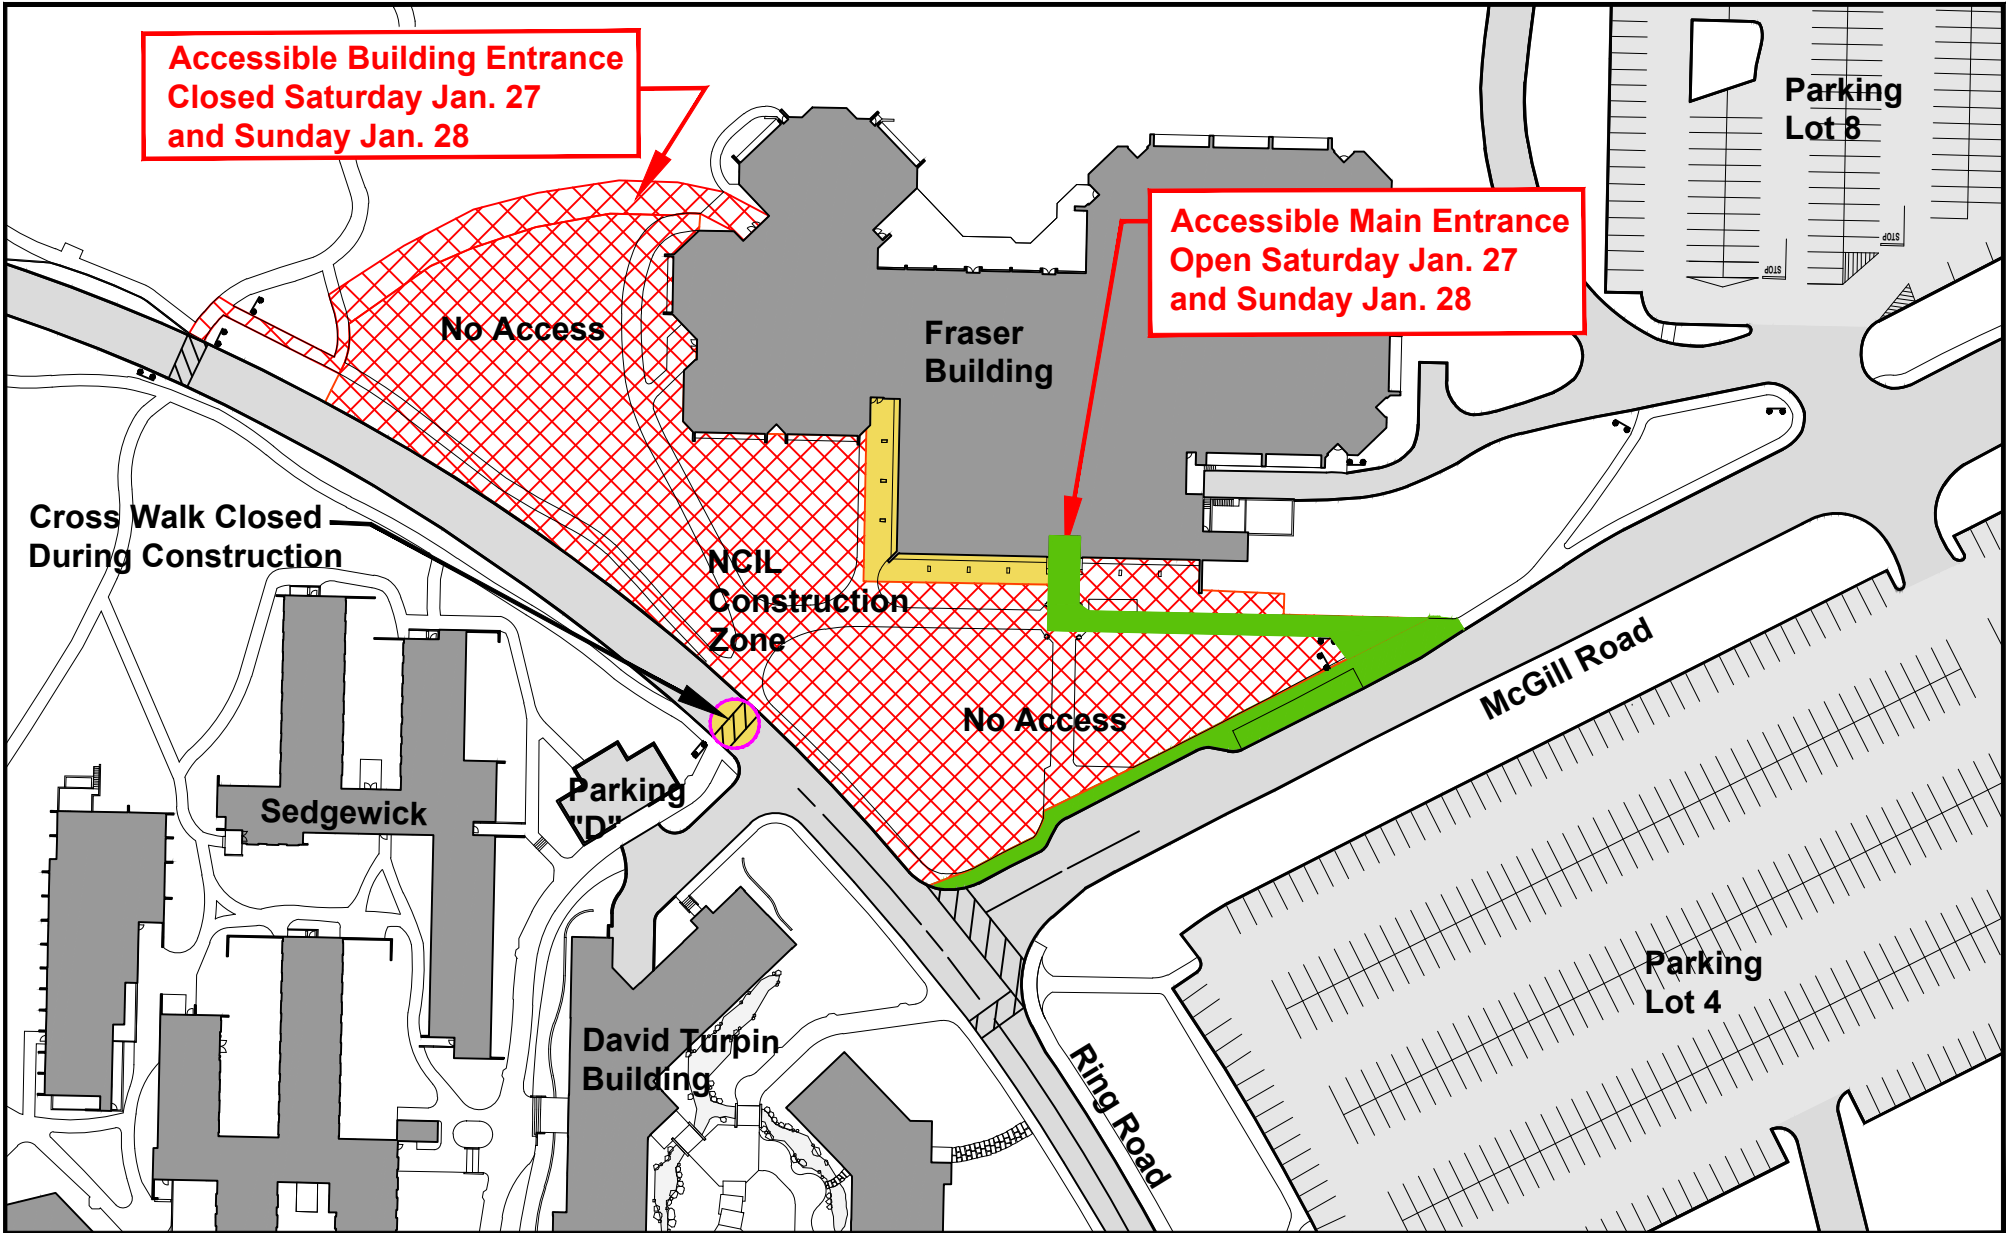 Accessible Building Entrance
Closed Saturday Jan. 27
and Sunday Jan. 28
Parking
Lot 8
STOP
STOP
Accessible Main Entrance
Open Saturday Jan. 27
and Sunday Jan. 28
No Access
Fraser
Building
Cross Walk Closed
During Construction
NCIL
Construction
Zone
McGill Road
No Access
Parking
"D"
Sedgewick
Parking
Lot 4
David Turpin
Building
Ring Road